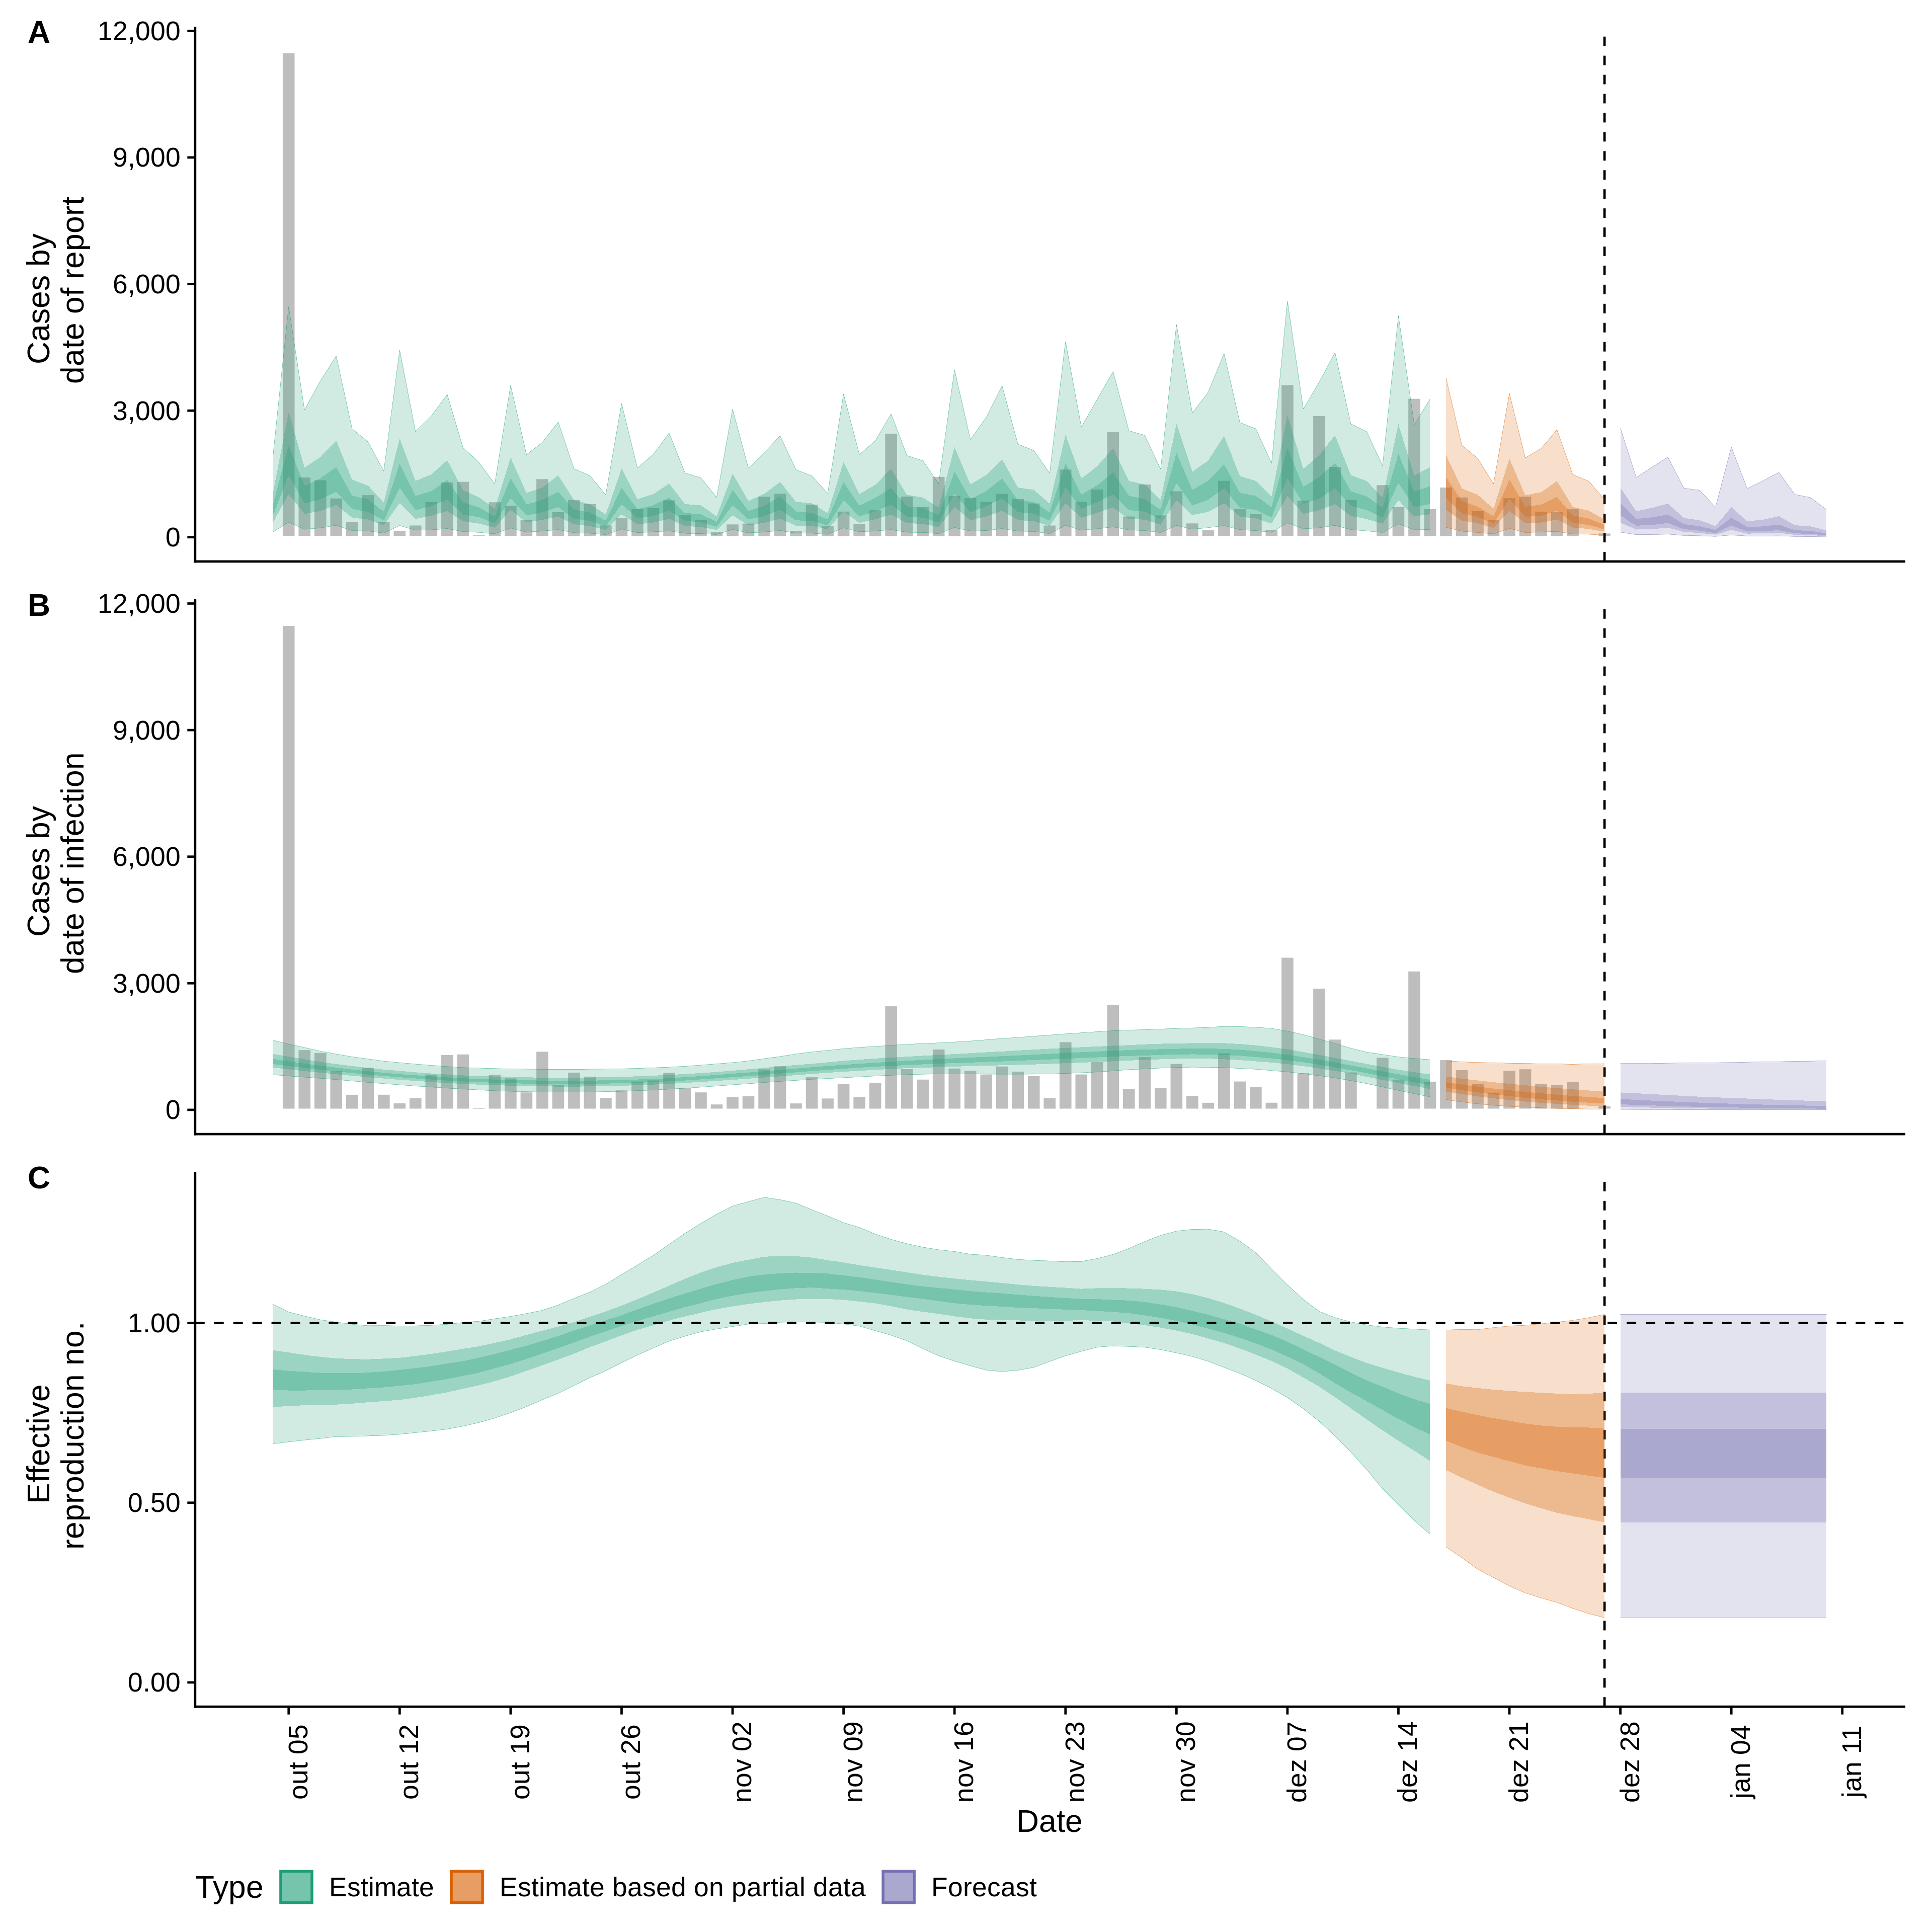 A
12,000
9,000
6,000
3,000
0
Cases by
date of report
B
12,000
9,000
6,000
3,000
0
Cases by
date of infection
C
1.00
0.50
0.00
Effective
reproduction no.
out 05
out 12
out 19
out 26
nov 02
nov 09
nov 16
nov 23
nov 30
dez 07
dez 14
dez 21
dez 28
jan 04
jan 11
Date
Type Estimate Estimate based on partial data Forecast